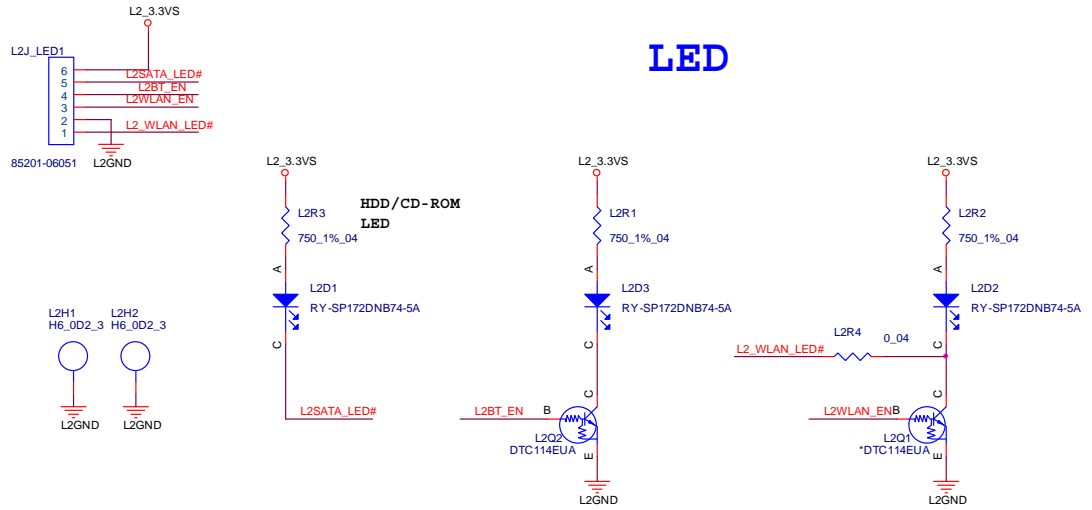 LED
L2_3.3VS
L2J_LED1
6
5
4
3
2
1
L2SATA_LED#
L2BT_EN
L2WLAN_EN
L2_WLAN_LED#
85201-06051
L2GND
L2_3.3VS
L2R3
750_1%_04
HDD/CD-ROM
LED
A
L2D1
RY-SP172DNB74-5A
C
L2SATA_LED#
L2_3.3VS
L2R1
750_1%_04
A
L2D3
RY-SP172DNB74-5A
C
C
L2BT_EN
B
L2Q2
DTC114EUA
E
L2GND
L2_3.3VS
L2R2
750_1%_04
A
L2D2
RY-SP172DNB74-5A
C
L2R4
0_04
L2_WLAN_LED#
C
L2WLAN_EN
B
L2Q1
*DTC114EUA
E
L2GND
L2H1
H6_0D2_3
L2GND
L2H2
H6_0D2_3
L2GND